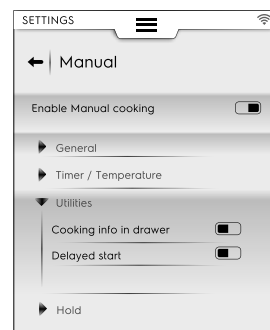 SETTINGS
Manual
Enable Manual cooking
General
Timer / Temperature
Utilities
Cooking info in drawer
Delayed start
Hold